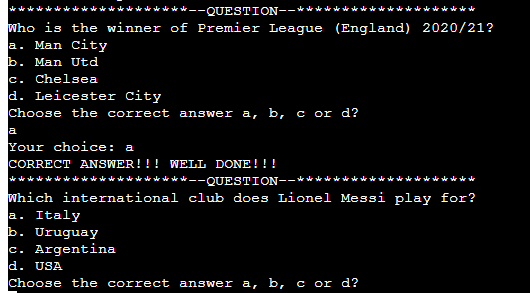 ********************--QUESTION--********************
Who is the winner of Premier League (England) 2020/21?
a. Man City
b. Man Utd
c. Chelsea
d. Leicester City
Choose the correct answer a, b, c or d?
a
Your choice: a
CORRECT ANSWER!!! WELL DONE!!!
********************--QUESTION--********************
Which international club does Lionel Messi play for?
a. Italy
b. Uruguay
c. Argentina
d. USA
Choose the correct answer a, b, c or d?